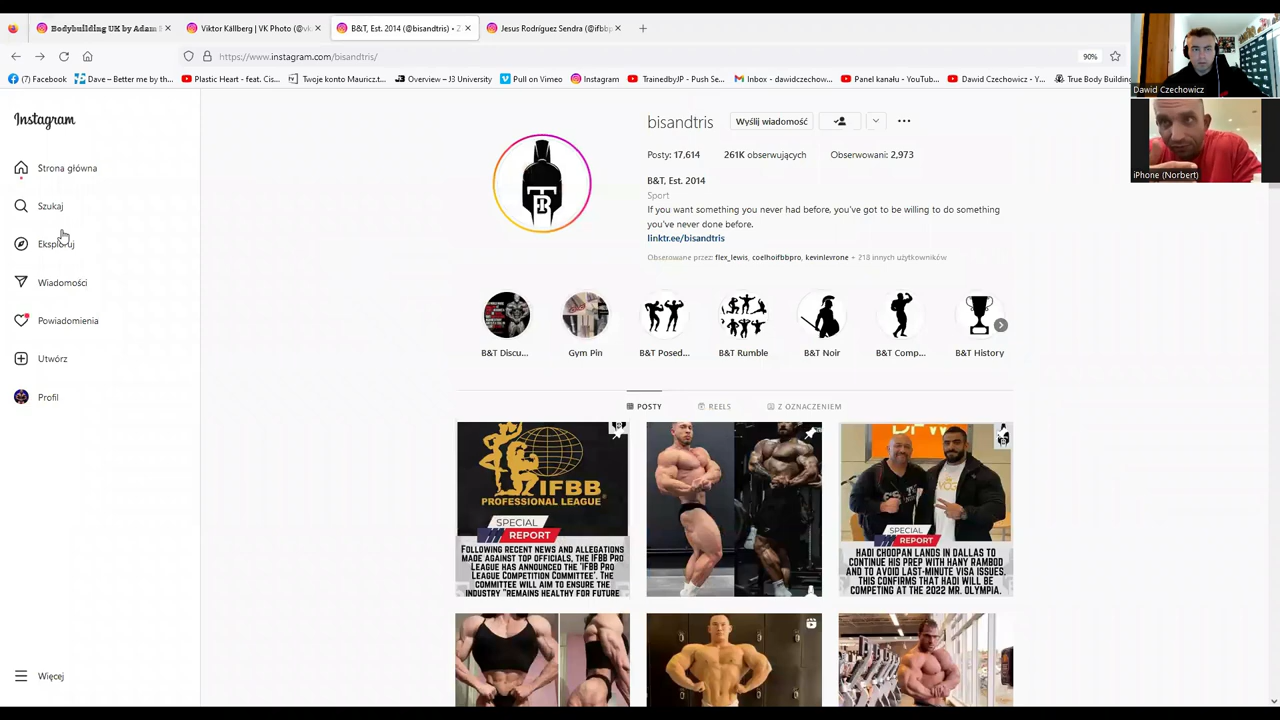 Bodybuilding UK by Adam
Viktor Källberg | VK Photo (@vk
B&T, Est. 2014 (@bisandtris) •
Jesus Rodríguez Sendra (@ifbb
https://www.instagram.com/bisandtris/
90%
(7) Facebook
Dave – Better me by th...
Plastic Heart - feat. Cis...
Twoje konto Mauricz.t...
Overview – J3 University
Pull on Vimeo
Instagram
TrainedbyJP - Push Se...
Inbox - dawidczechow...
Panel kanału - YouTub...
Dawid Czechowicz - Y...
True Body Building
Dawid Czechowicz
iPhone (Norbert)
Instagram
Strona główna
Szukaj
Eksploruj
Wiadomości
Powiadomienia
Utwórz
Profil
Więcej
bisandtris
Wyślij wiadomość
Posty: 17,614
261K obserwujących
Obserwowani: 2,973
B&T, Est. 2014
Sport
If you want something you never had before, you've got to be willing to do something
you've never done before.
linktr.ee/bisandtris
Obserwowane przez: flex_lewis, coelhoifbbpro, kevinlevrone • 218 innych użytkowników
B&T Discu...
Gym Pin
B&T Posed...
B&T Rumble
B&T Noir
B&T Comp...
B&T History
POSTY
REELS
Z OZNACZENIEM
IFBB
PROFESSIONAL LEAGUE
SPECIAL
REPORT
FOLLOWING RECENT NEWS AND ALLEGATIONS
MADE AGAINST TOP OFFICIALS, THE IFBB PRO
LEAGUE HAS ANNOUNCED THE 'IFBB PRO
LEAGUE COMPETITION COMMITTEE'. THE
COMMITTEE WILL AIM TO ENSURE THE
INDUSTRY "REMAINS HEALTHY FOR FUTURE
DFW
SPECIAL
REPORT
HADI CHOOPAN LANDS IN DALLAS TO
CONTINUE HIS PREP WITH HANY RAMBOD
AND TO AVOID LAST-MINUTE VISA ISSUES.
THIS CONFIRMS THAT HADI WILL BE
COMPETING AT THE 2022 MR. OLYMPIA.